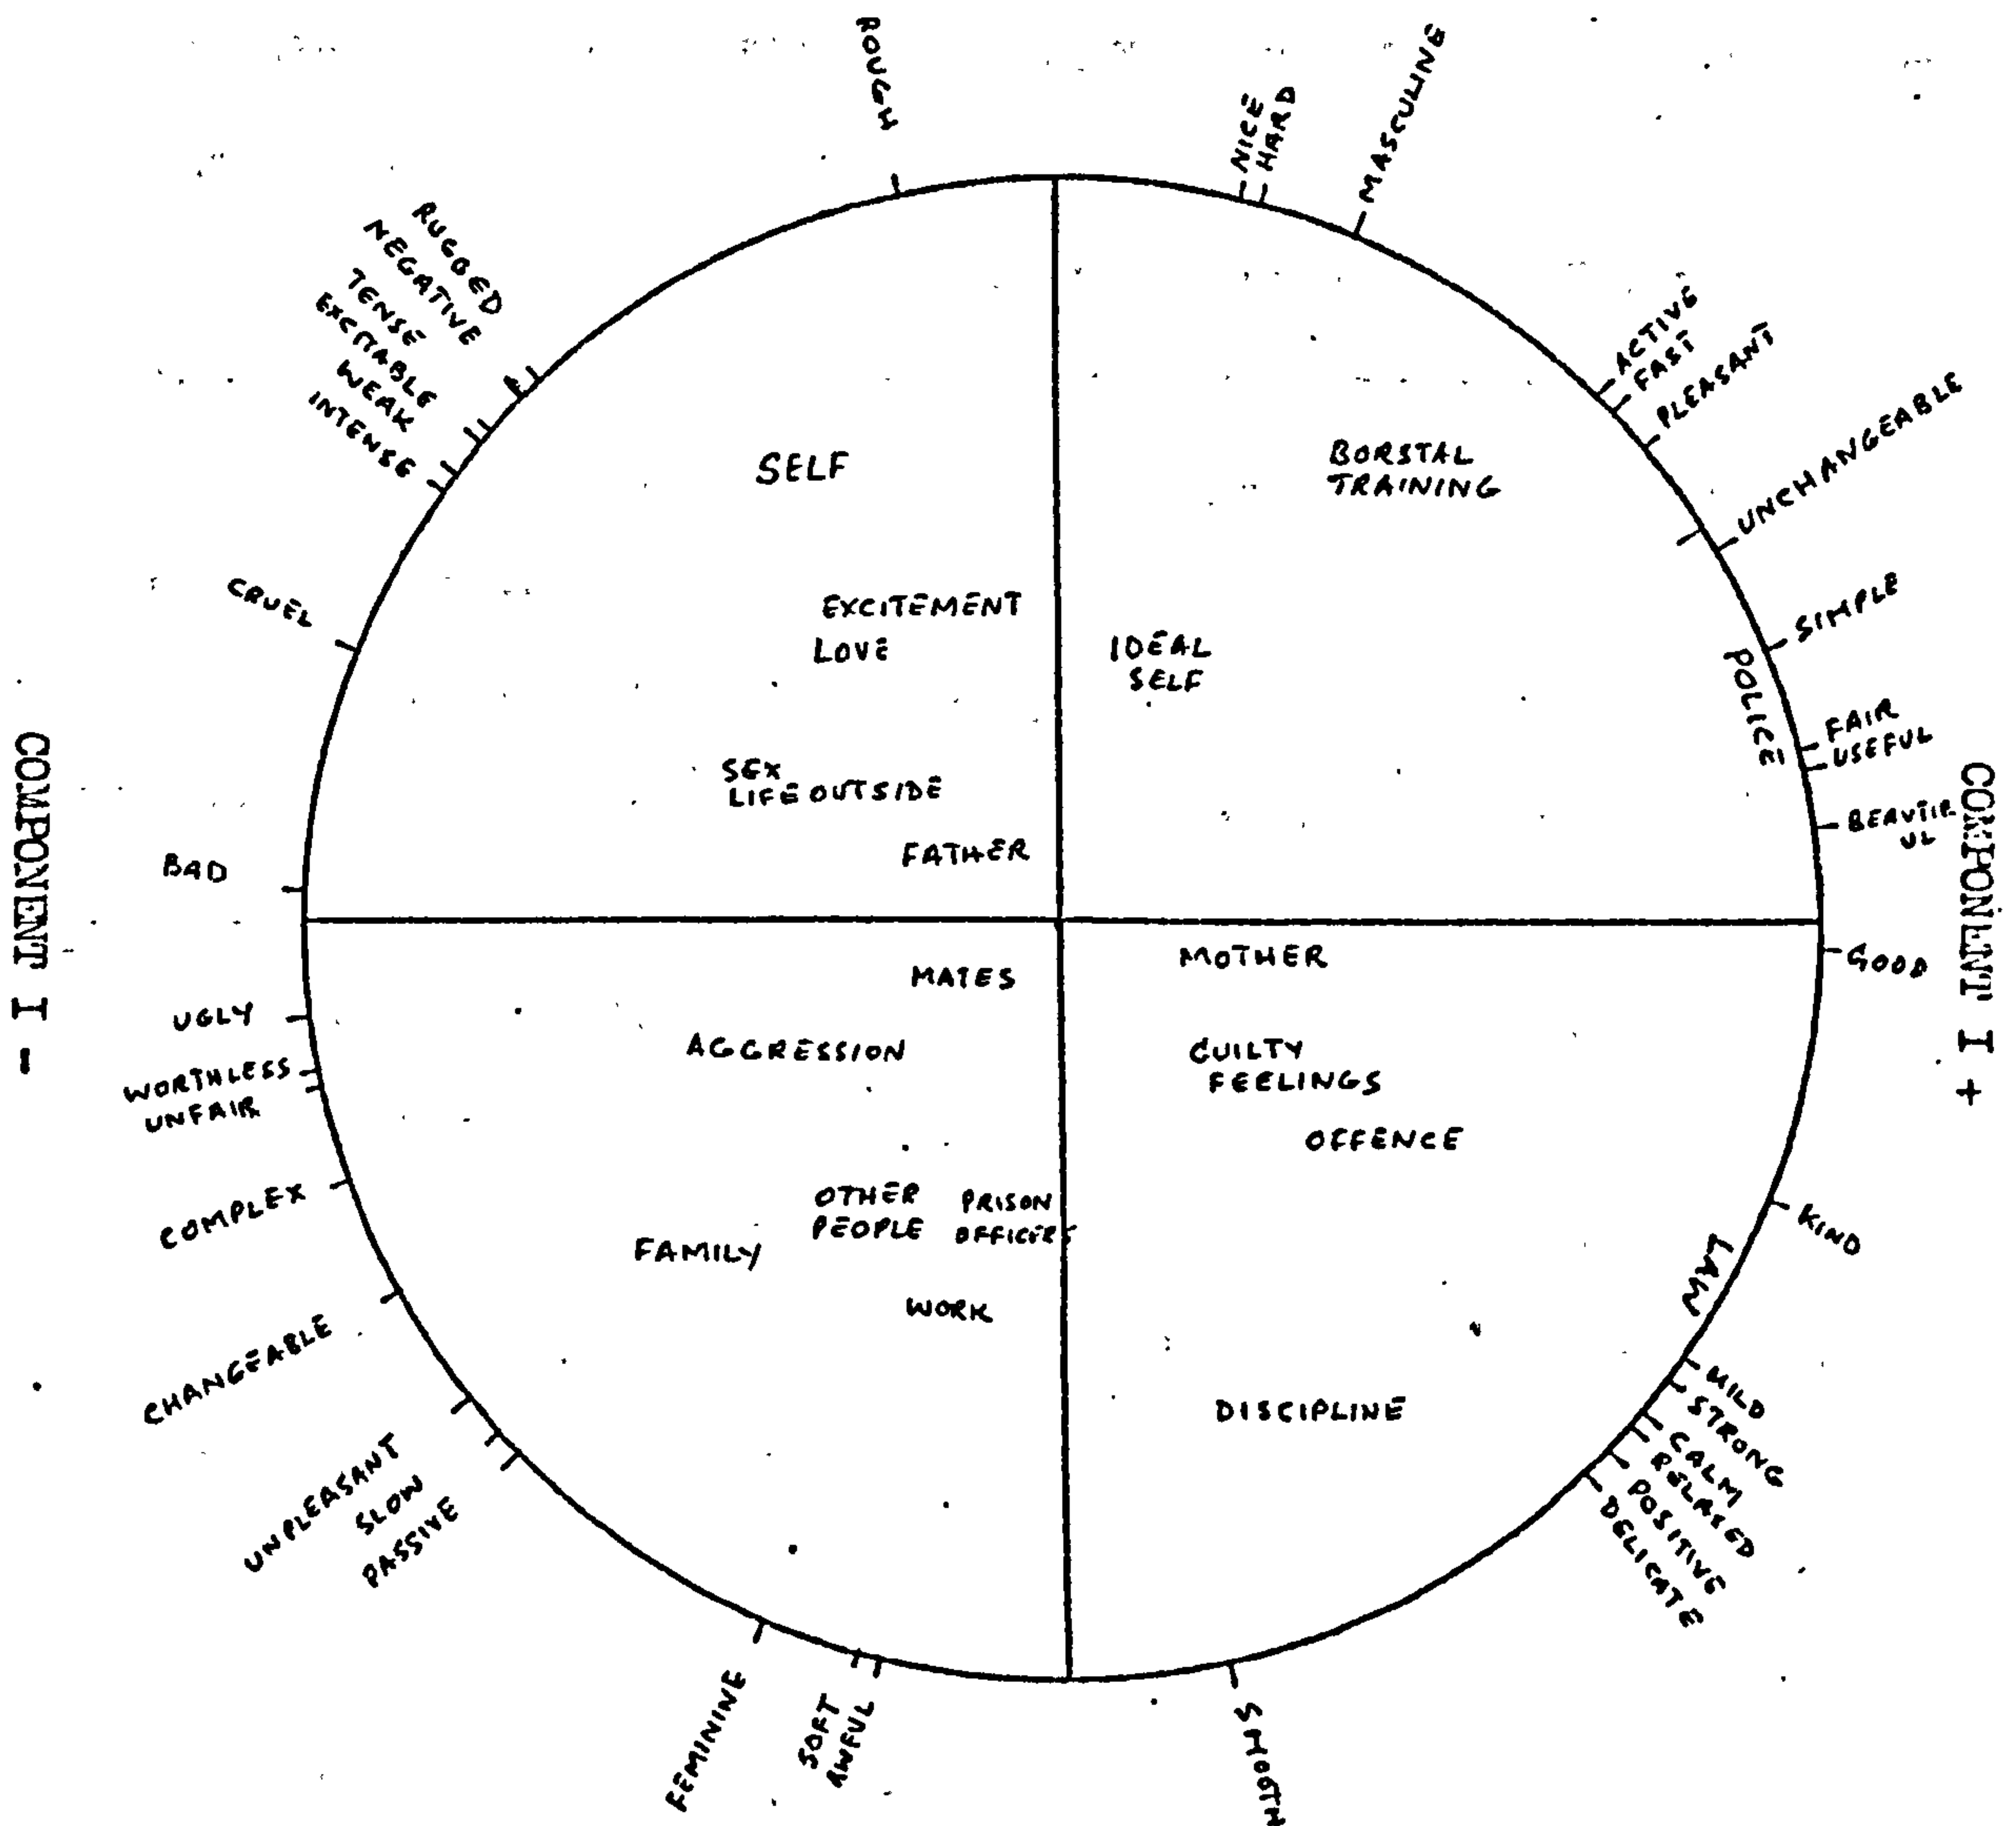 ROUGH
NICE
HARD
MASCULINE
RUGGED
NEGATIVE
TENSE
EXCITABLE
WEAK
INTENSE
ACTIVE
FAST
PLEASANT
UNCHANGEABLE
SELF
BORSTAL
TRAINING
CRUEL
EXCITEMENT
LOVE
IDEAL
SELF
SIMPLE
POLICE
FAIR
USEFUL
SEX
LIFE OUTSIDE
BEAUTIF
UL
FATHER
BAD
COMPONENT I -
COMPONENT I +
MATES
MOTHER
GOOD
UGLY
AGGRESSION
GUILTY
FEELINGS
WORTHLESS
UNFAIR
OFFENCE
COMPLEX
OTHER
PEOPLE
PRISON
OFFICERS
KIND
FAMILY
LAW
WORK
CHANGEABLE
DISCIPLINE
MILD
STRONG
CALM
RELAXED
POSITIVE
DELICATE
UNPLEASANT
SLOW
PASSIVE
FEMININE
SOFT
AWFUL
SMOOTH